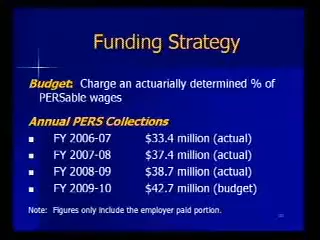 Funding Strategy
Budget: Charge an actuarially determined % of
PERSable wages
Annual PERS Collections
FY 2006-07 $33.4 million (actual)
FY 2007-08 $37.4 million (actual)
FY 2008-09 $38.7 million (actual)
FY 2009-10 $42.7 million (budget)
Note: Figures only include the employer paid portion.